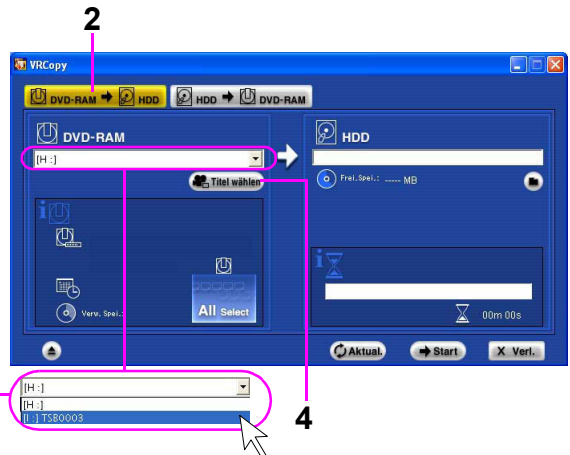 2
VRCopy
DVD-RAM HDD HDD DVD-RAM
DVD-RAM
HDD
[H :]
Titel wählen
Frei.Spei.: ----- MB
Verw. Spei.:
All Select
00m 00s
Aktual. Start X Verl.
[H :]
[H :]
[I :] TSB0003
4